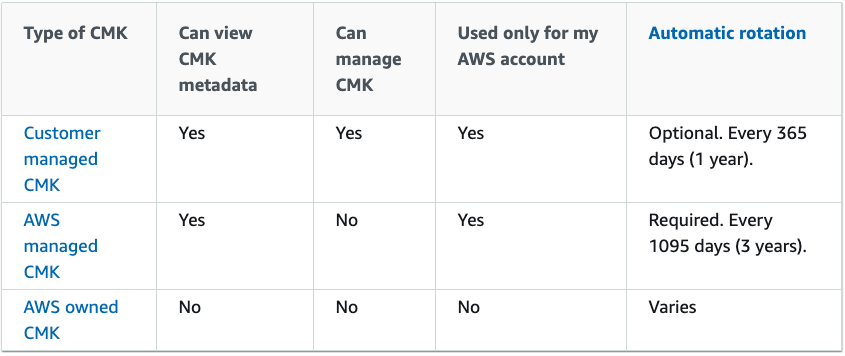 Type of CMK
Can view
CMK
metadata
Can
manage
CMK
Used only for my
AWS account
Automatic rotation
Customer
managed
CMK
Yes
Yes
Yes
Optional. Every 365
days (1 year).
AWS
managed
CMK
Yes
No
Yes
Required. Every
1095 days (3 years).
AWS owned
CMK
No
No
No
Varies